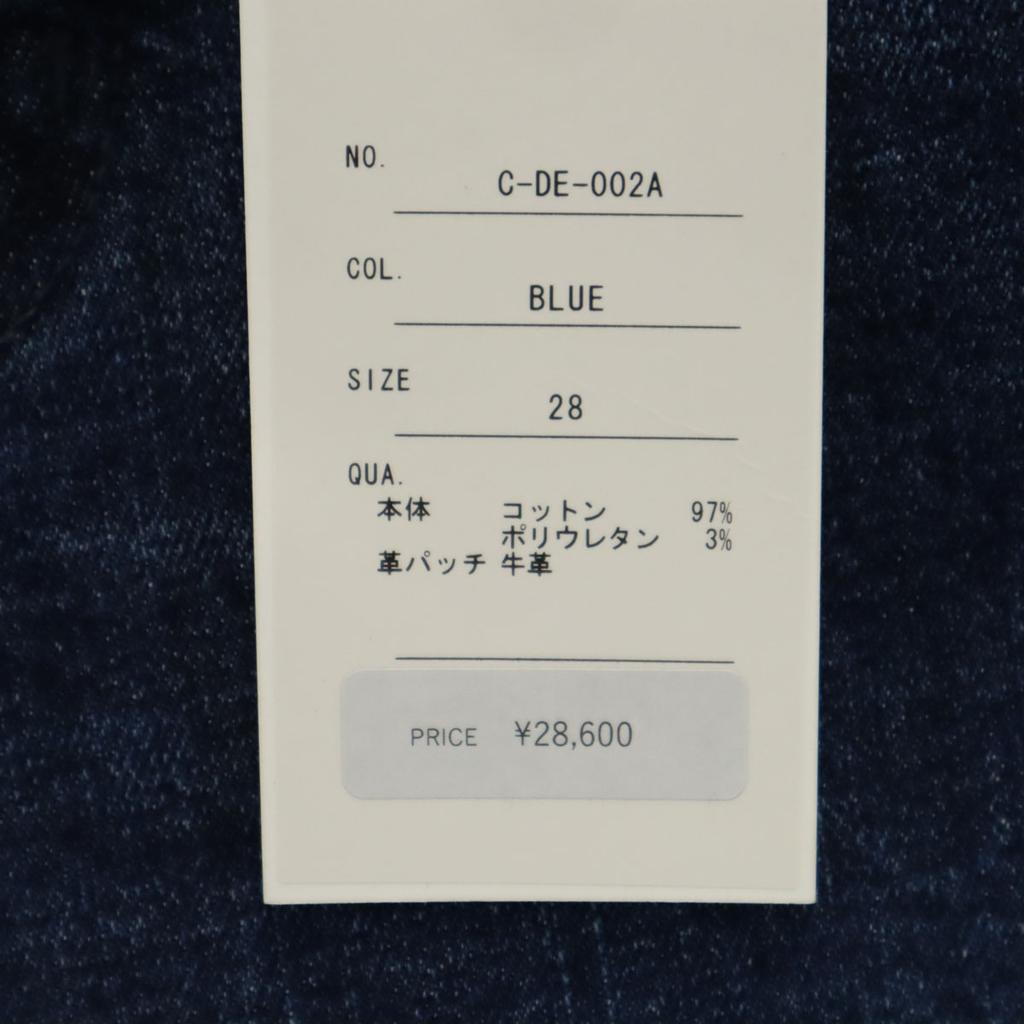 NO.
C-DE-002A
COL.
BLUE
SIZE
28
QUA.
本体 コットン 97%
ポリウレタン 3%
革パッチ 牛革
PRICE ¥28,600